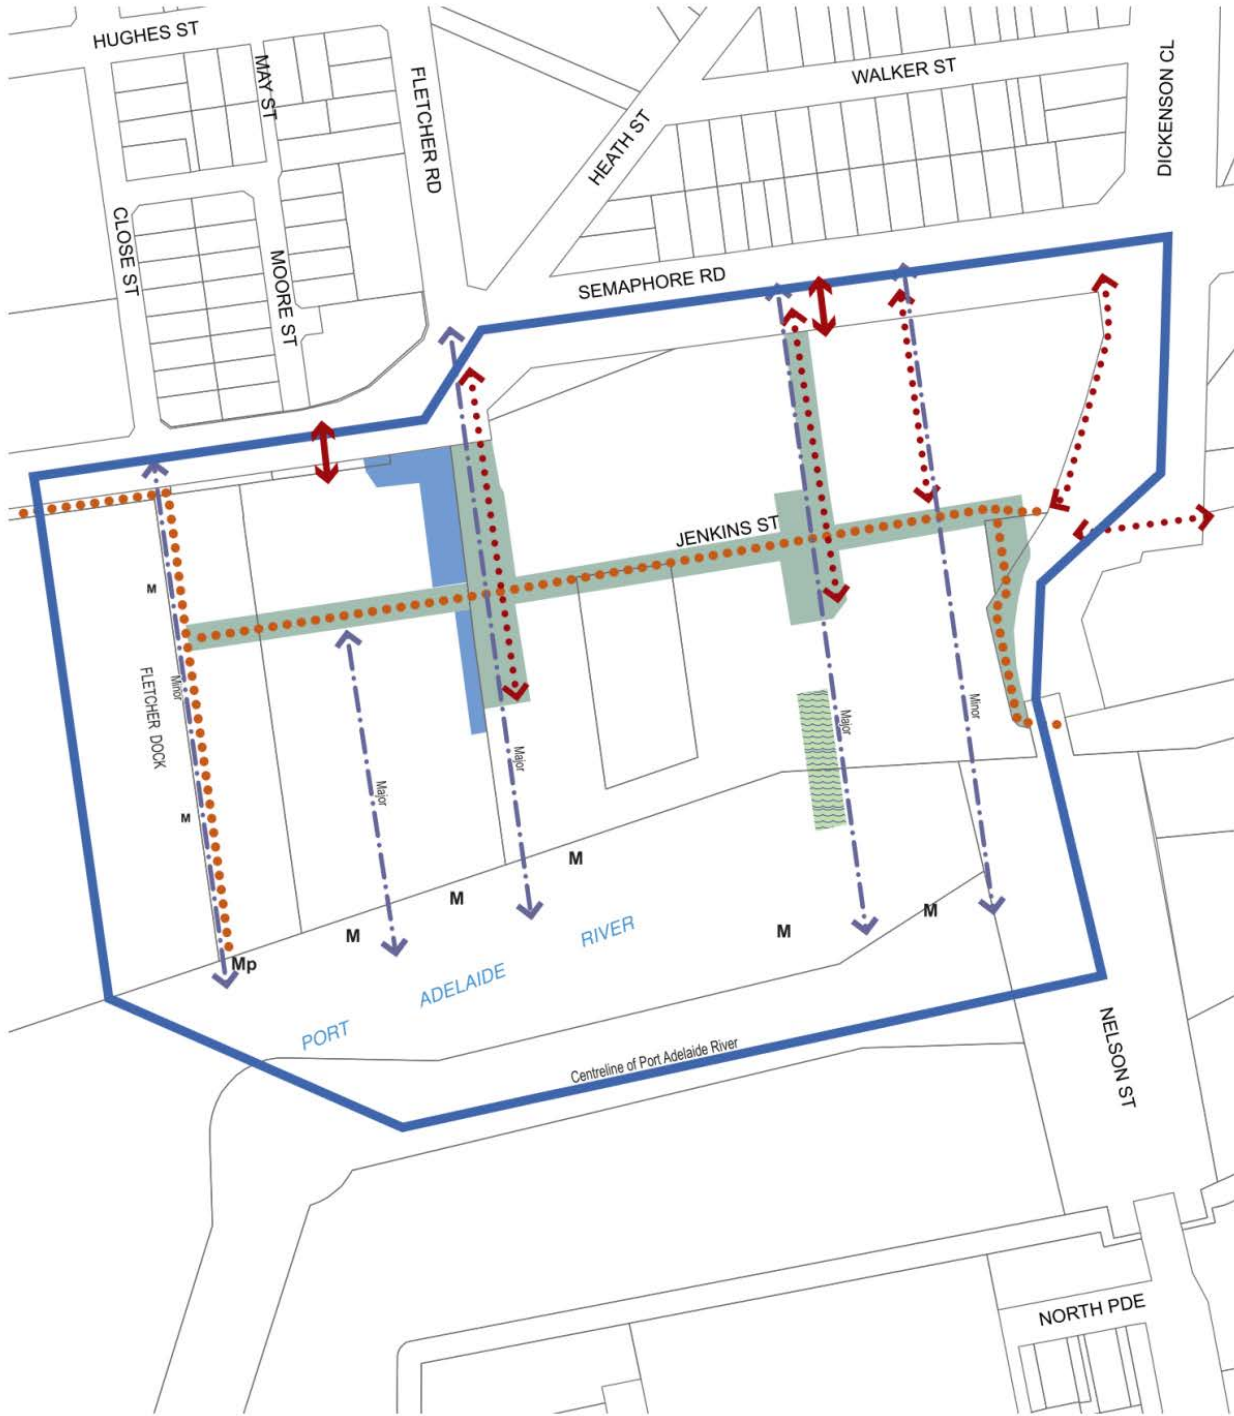 HUGHES ST
MAY ST
FLETCHER RD
HEATH ST
WALKER ST
DICKENSON CL
CLOSE ST
MOORE ST
SEMAPHORE RD
JENKINS ST
M
Minor
FLETCHER DOCK
M
Major
Major
Major
Minor
M
M
M
M
M
Mp
PORT ADELAIDE RIVER
Centreline of Port Adelaide River
NELSON ST
NORTH PDE